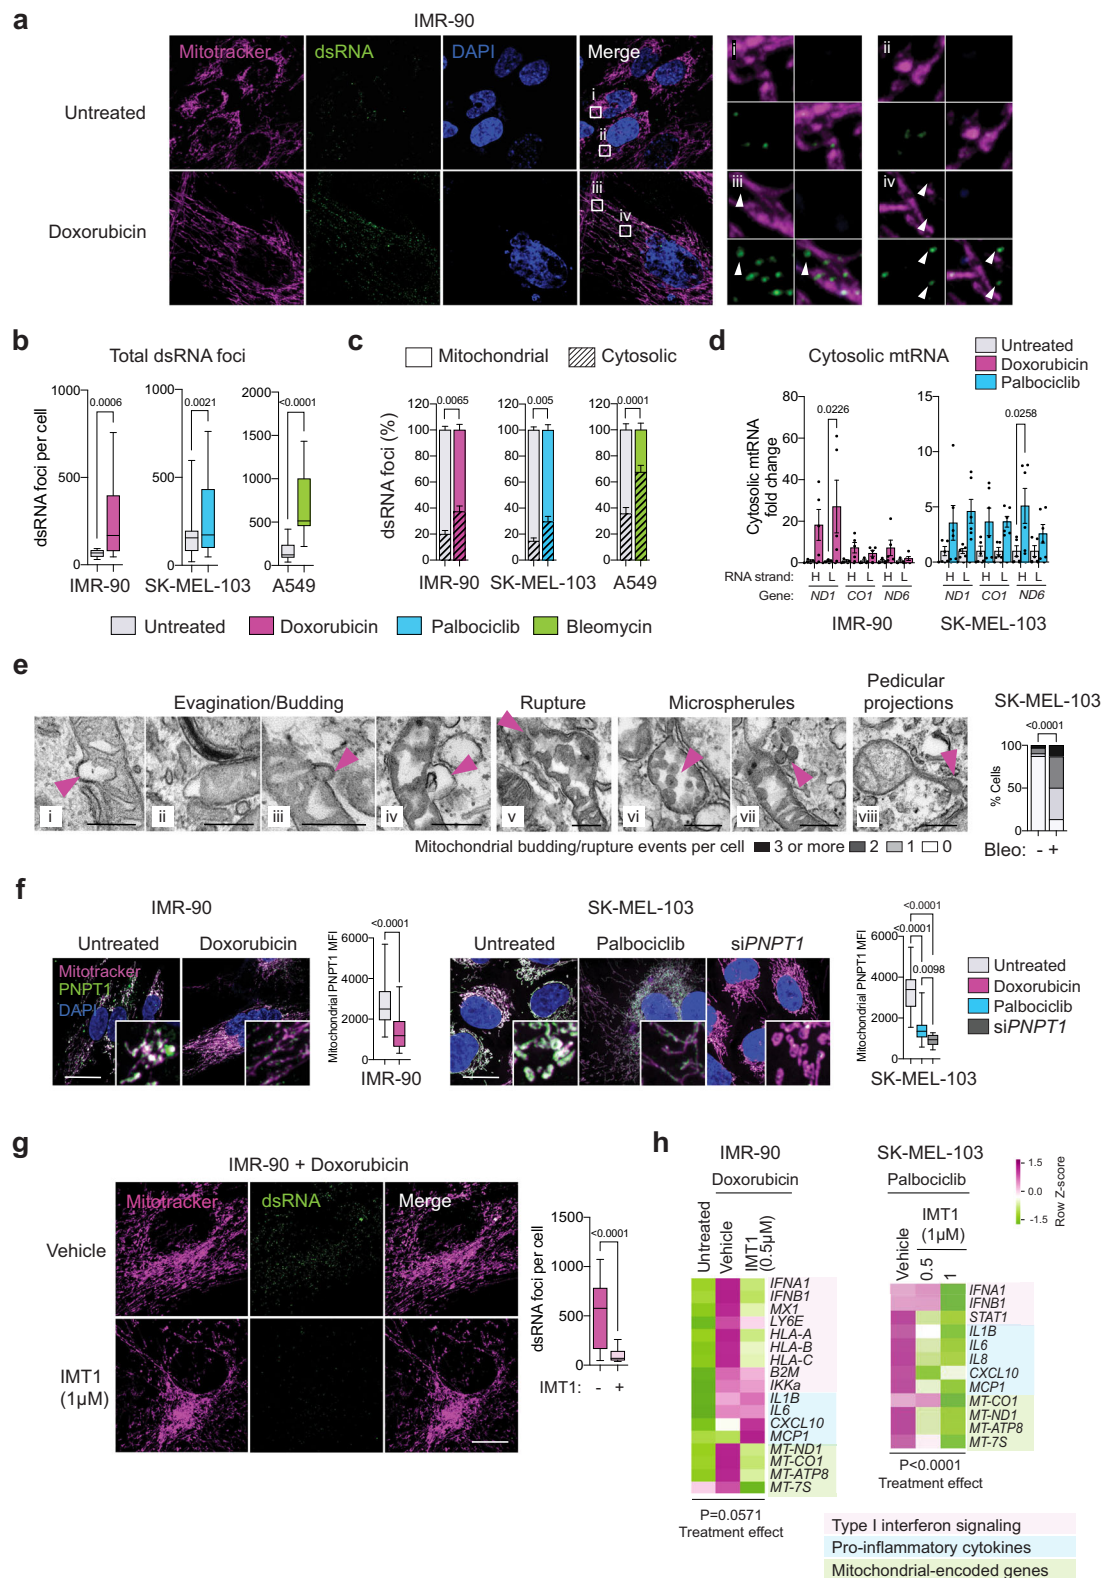 a
IMR-90
Mitotracker
dsRNA
DAPI
Merge
Untreated
Doxorubicin
i
ii
iii
iv
i
ii
iii
iv
b
Total dsRNA foci
dsRNA foci per cell
1000
500
0
0.0006
IMR-90
1000
500
0
0.0021
SK-MEL-103
2000
1500
1000
500
0
<0.0001
A549
c
Mitochondrial
Cytosolic
dsRNA foci (%)
120
100
80
60
40
20
0
0.0065
IMR-90
120
100
80
60
40
20
0
0.005
SK-MEL-103
120
100
80
60
40
20
0
0.0001
A549
Untreated
Doxorubicin
Palbociclib
Bleomycin
d
Cytosolic mtRNA
Untreated
Doxorubicin
Palbociclib
Cytosolic mtRNA
fold change
80
60
40
20
0
0.0226
15
10
5
0
0.0258
RNA strand:
H L H L H L
H L H L H L
Gene:
ND1 CO1 ND6
ND1 CO1 ND6
IMR-90
SK-MEL-103
e
Evagination/Budding
Rupture
Microspherules
Pedicular
projections
SK-MEL-103
i
ii
iii
iv
v
vi
vii
viii
<0.0001
% Cells
100
50
0
Bleo: - +
Mitochondrial budding/rupture events per cell
3 or more
2
1
0
f
IMR-90
Untreated
Doxorubicin
Mitotracker
PNPT1
DAPI
Mitochondrial PNPT1 MFI
6000
4000
2000
0
<0.0001
IMR-90
SK-MEL-103
Untreated
Palbociclib
siPNPT1
Mitochondrial PNPT1 MFI
6000
4000
2000
0
<0.0001
<0.0001
0.0098
SK-MEL-103
Untreated
Doxorubicin
Palbociclib
siPNPT1
g
IMR-90 + Doxorubicin
Mitotracker
dsRNA
Merge
Vehicle
IMT1
(1µM)
dsRNA foci per cell
1500
1000
500
0
<0.0001
IMT1: - +
h
IMR-90
Doxorubicin
Untreated
Vehicle
IMT1
(0.5µM)
IFNA1
IFNB1
MX1
LY6E
HLA-A
HLA-B
HLA-C
B2M
IKKa
IL1B
IL6
CXCL10
MCP1
MT-ND1
MT-CO1
MT-ATP8
MT-7S
P=0.0571
Treatment effect
SK-MEL-103
Palbociclib
IMT1
(1µM)
Vehicle
0.5
1
IFNA1
IFNB1
STAT1
IL1B
IL6
IL8
CXCL10
MCP1
MT-CO1
MT-ND1
MT-ATP8
MT-7S
P<0.0001
Treatment effect
1.5
0.0
-1.5
Row Z-score
Type I interferon signaling
Pro-inflammatory cytokines
Mitochondrial-encoded genes